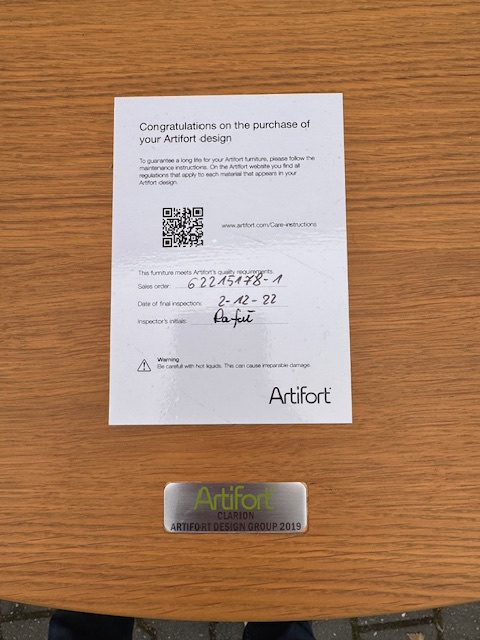 Congratulations on the purchase of
your Artifort design
To guarantee a long life for your Artifort furniture, please follow the
maintenance instructions. On the Artifort website you find all
regulations that apply to each material that appears in your
Artifort design.
www.artifort.com/Care-instructions
This furniture meets Artifort's quality requirements.
Sales order: 62215178-1
Date of final inspection: 2-12-22
Inspector's initials:
Warning
Be carefull with hot liquids. This can cause irreparable damage.
Artifort
Artifort
CLARION
ARTIFORT DESIGN GROUP 2019